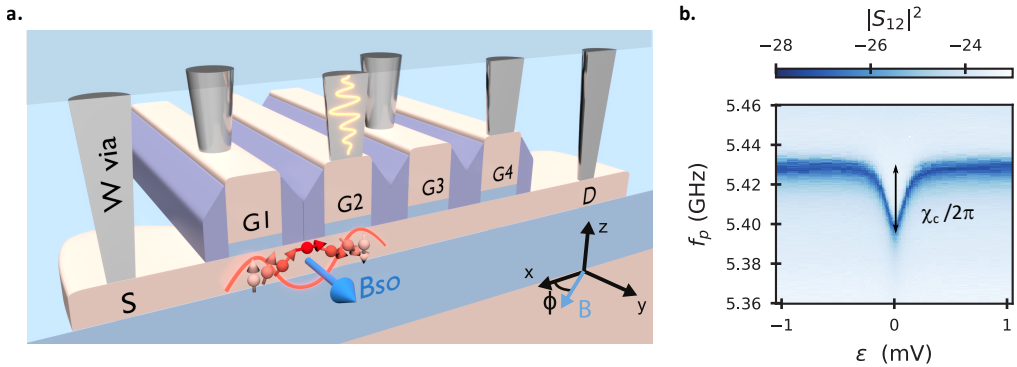 a.
W via
G1
G2
G3
G4
D
S
Bso
z
x
y
ϕ
B
b.
|S₁₂|²
−28
−26
−24
5.46
5.44
5.42
5.40
5.38
5.36
fₚ (GHz)
χ_c/2π
−1
0
1
ε (mV)